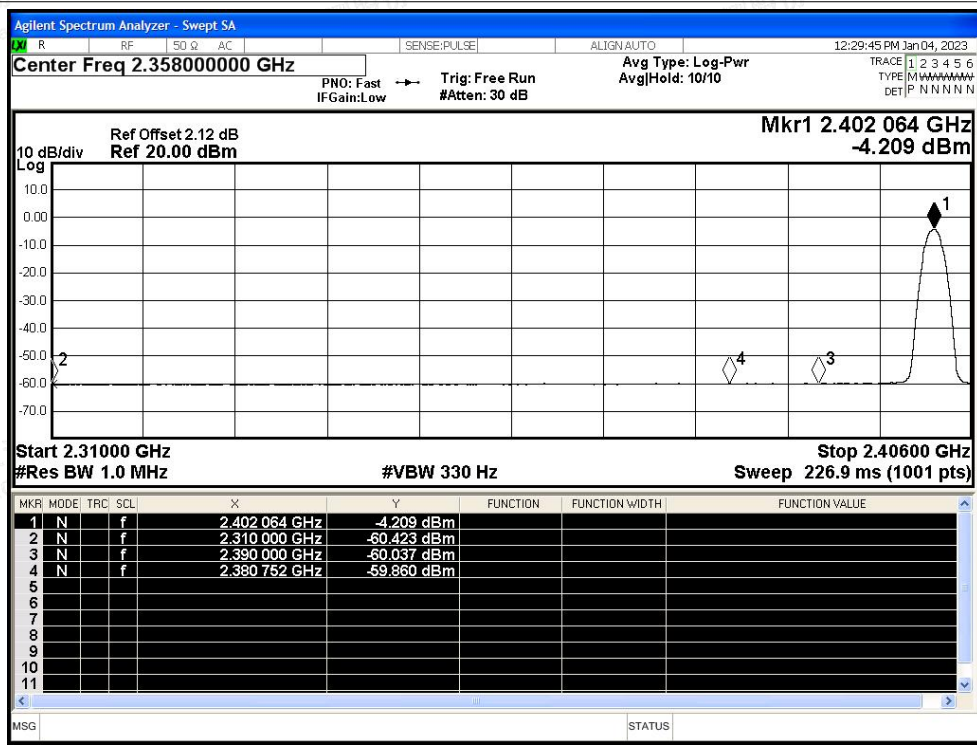 Agilent Spectrum Analyzer - Swept SA
LXI R RF 50 Ω AC SENSE:PULSE ALIGN AUTO 12:29:45 PM Jan 04, 2023
Center Freq 2.358000000 GHz
PNO: Fast Trig: Free Run Avg Type: Log-Pwr TRACE 1 2 3 4 5 6
IFGain:Low #Atten: 30 dB Avg|Hold: 10/10 TYPE M WWWWW
DET P N N N N N
Mkr1 2.402 064 GHz
-4.209 dBm
Ref Offset 2.12 dB
10 dB/div Ref 20.00 dBm
Log
10.0
0.00
-10.0
-20.0
-30.0
-40.0
-50.0
-60.0
-70.0
1
2
4
3
Start 2.31000 GHz Stop 2.40600 GHz
#Res BW 1.0 MHz #VBW 330 Hz Sweep 226.9 ms (1001 pts)
MKR MODE TRC SCL X Y FUNCTION FUNCTION WIDTH FUNCTION VALUE
1 N f 2.402 064 GHz -4.209 dBm
2 N f 2.310 000 GHz -60.423 dBm
3 N f 2.390 000 GHz -60.037 dBm
4 N f 2.380 752 GHz -59.860 dBm
5
6
7
8
9
10
11
MSG STATUS